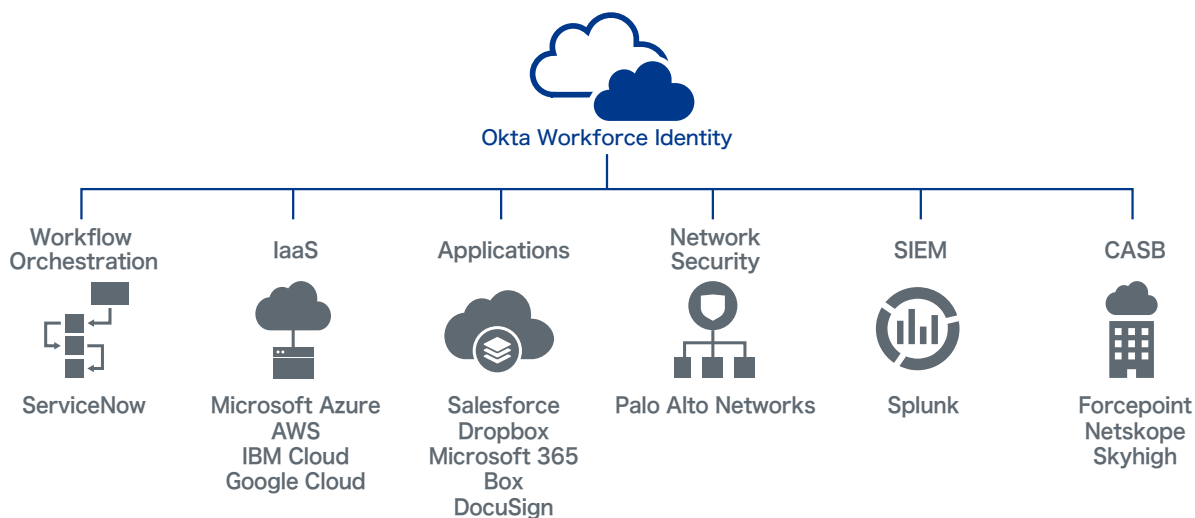 Okta Workforce Identity
Workflow
Orchestration
IaaS
Applications
Network
Security
SIEM
CASB
ServiceNow
Microsoft Azure
AWS
IBM Cloud
Google Cloud
Salesforce
Dropbox
Microsoft 365
Box
DocuSign
Palo Alto Networks
Splunk
Forcepoint
Netskope
Skyhigh